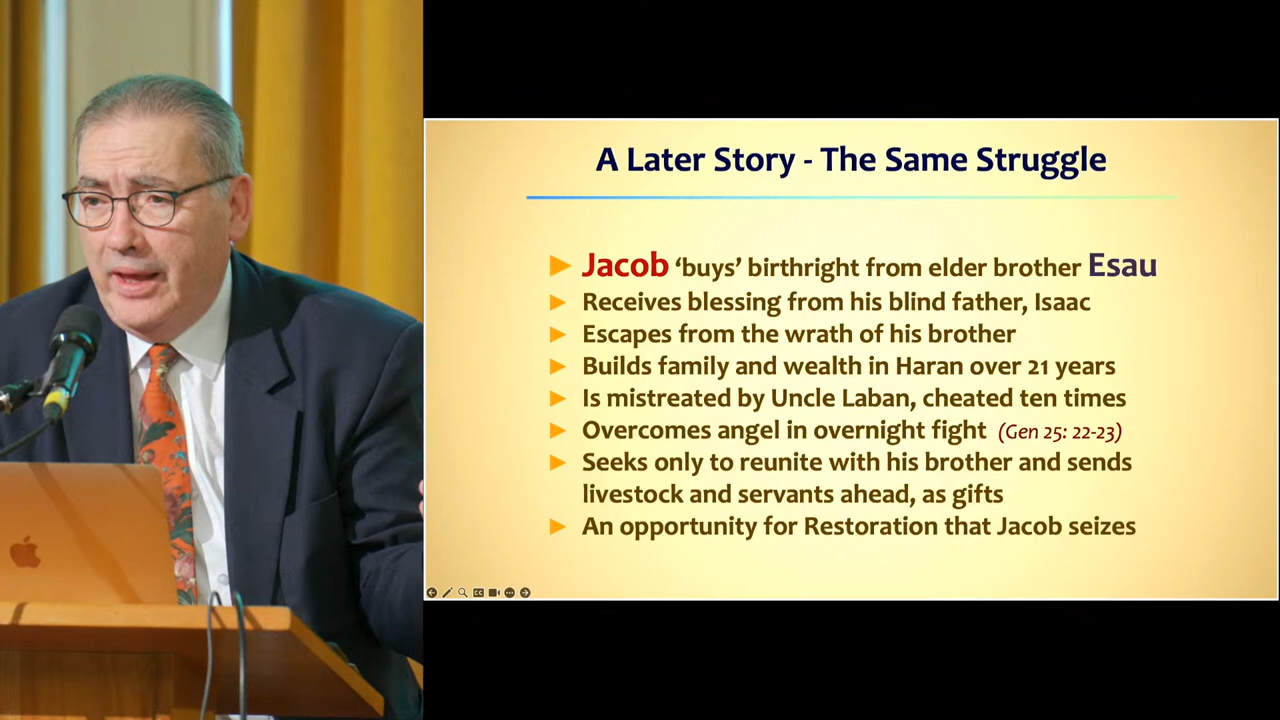 A Later Story - The Same Struggle
► Jacob ‘buys’ birthright from elder brother Esau
► Receives blessing from his blind father, Isaac
► Escapes from the wrath of his brother
► Builds family and wealth in Haran over 21 years
► Is mistreated by Uncle Laban, cheated ten times
► Overcomes angel in overnight fight (Gen 25: 22-23)
► Seeks only to reunite with his brother and sends
livestock and servants ahead, as gifts
► An opportunity for Restoration that Jacob seizes